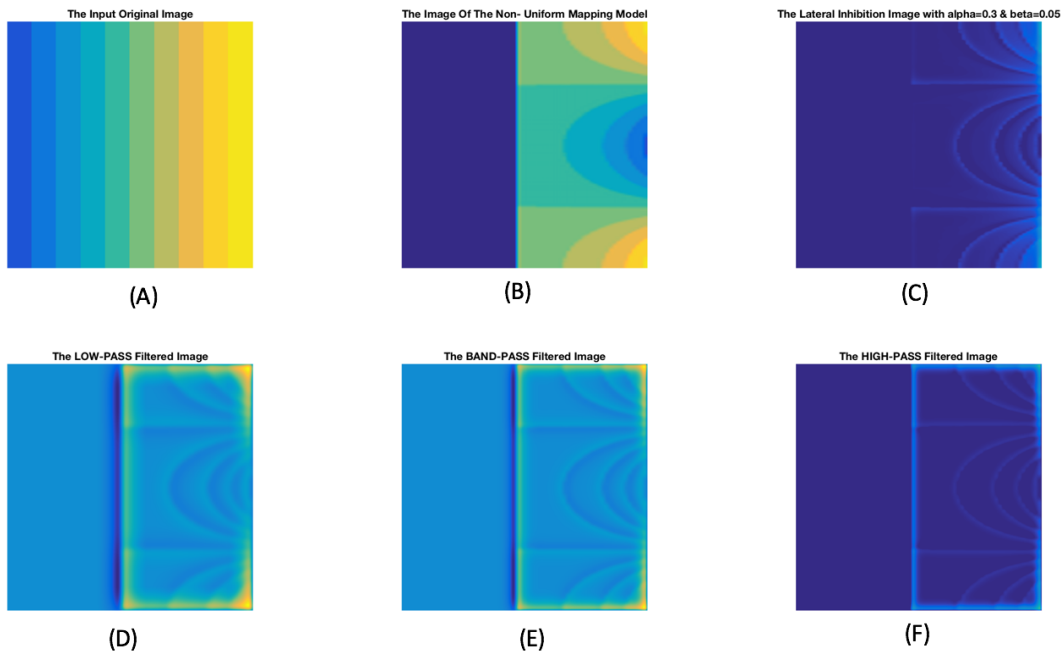 The Input Original Image
The Image Of The Non- Uniform Mapping Model
The Lateral Inhibition Image with alpha=0.3 & beta=0.05
(A)
(B)
(C)
The LOW-PASS Filtered Image
The BAND-PASS Filtered Image
The HIGH-PASS Filtered Image
(D)
(E)
(F)